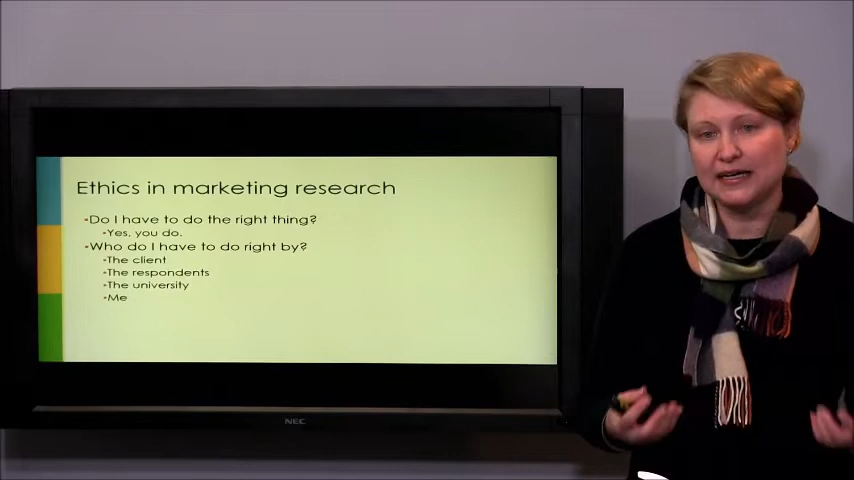 Ethics in marketing research
Do I have to do the right thing?
Yes, you do.
Who do I have to do right by?
The client
The respondents
The university
Me
NEC